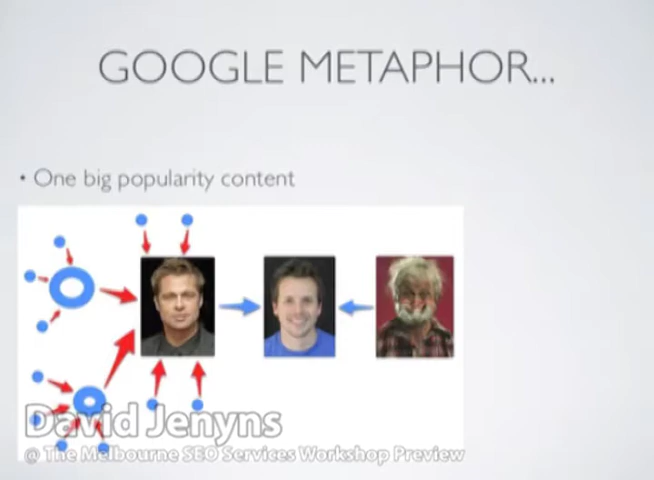 GOOGLE METAPHOR...
• One big popularity content
David Jenyns
@ The Melbourne SEO Services Workshop Preview